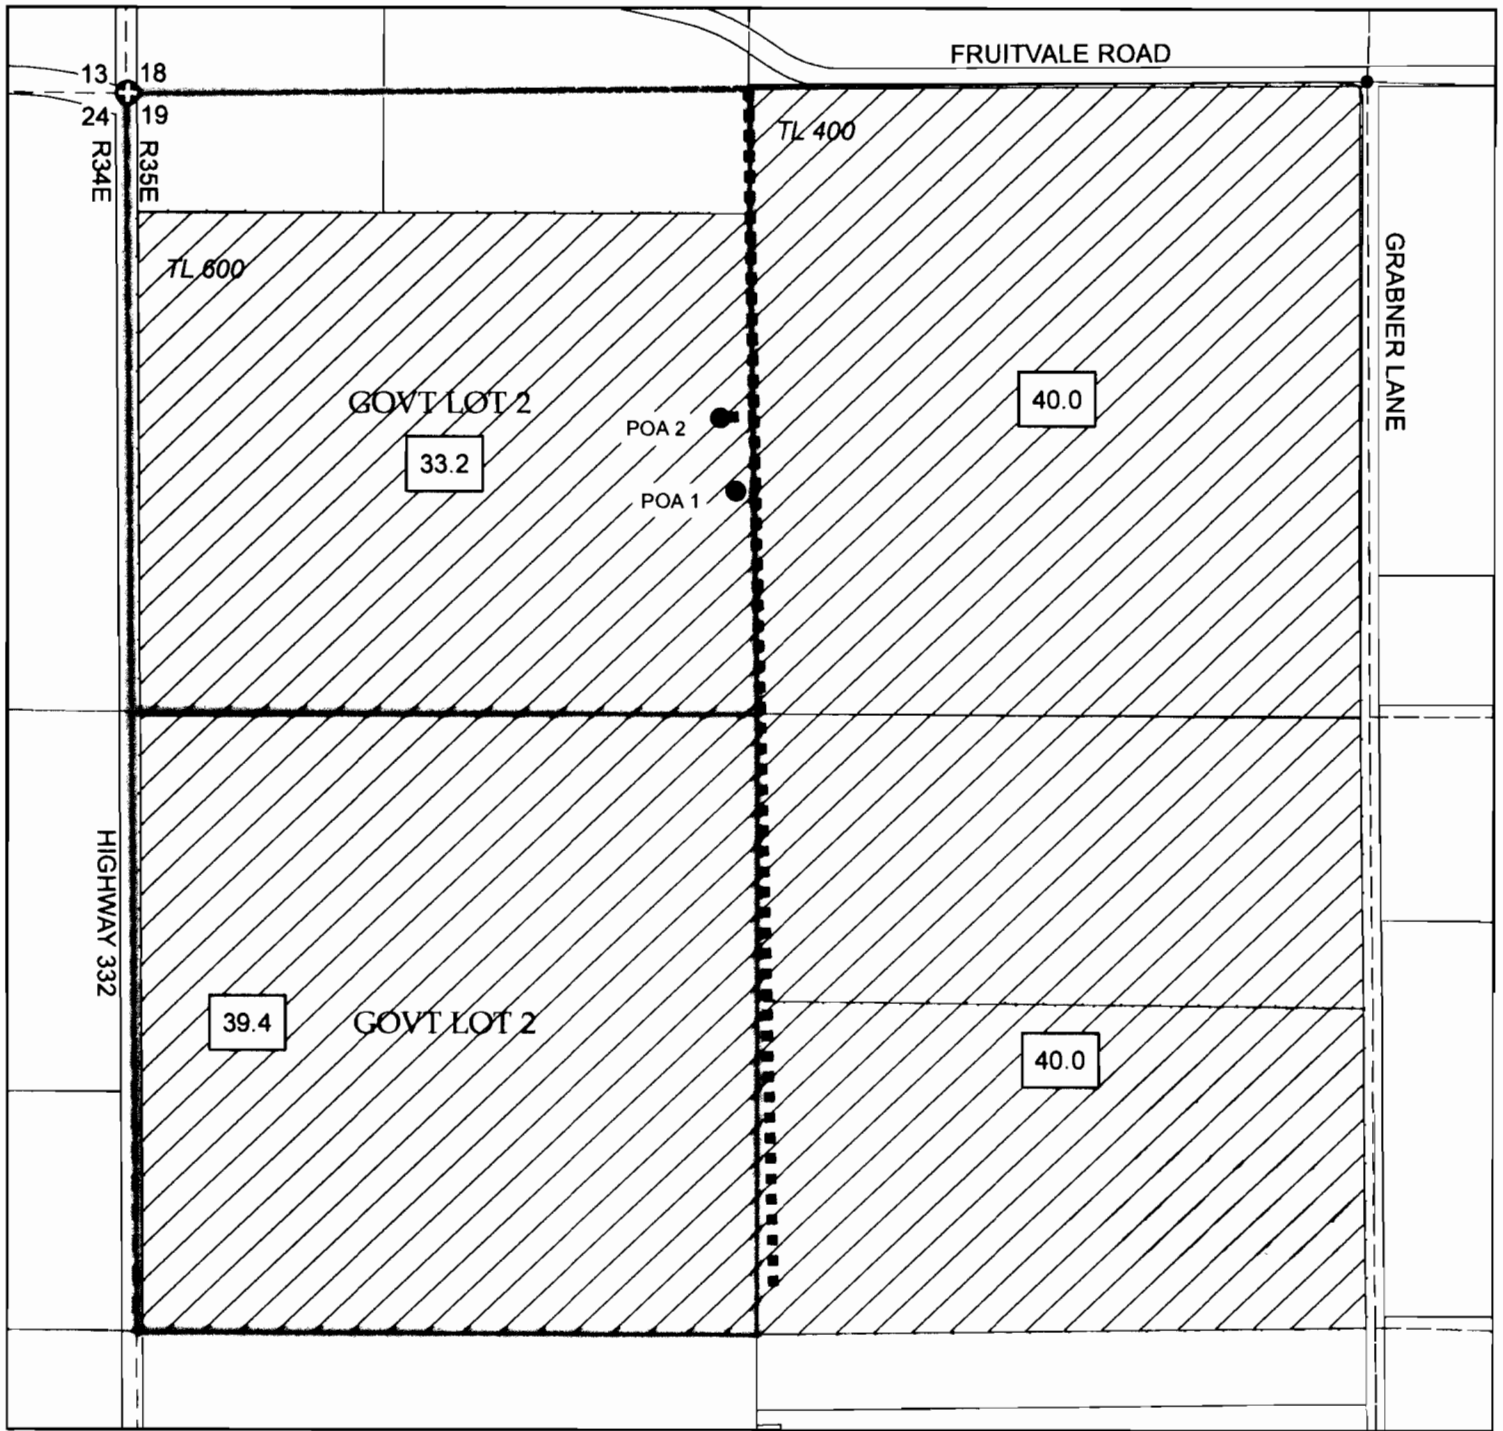 FRUITVALE ROAD
13 18
24 19
R34E
R35E
TL 400
TL 600
GRABNER LANE
GOVT LOT 2
40.0
POA 2
33.2
POA 1
HIGHWAY 332
39.4
GOVT LOT 2
40.0